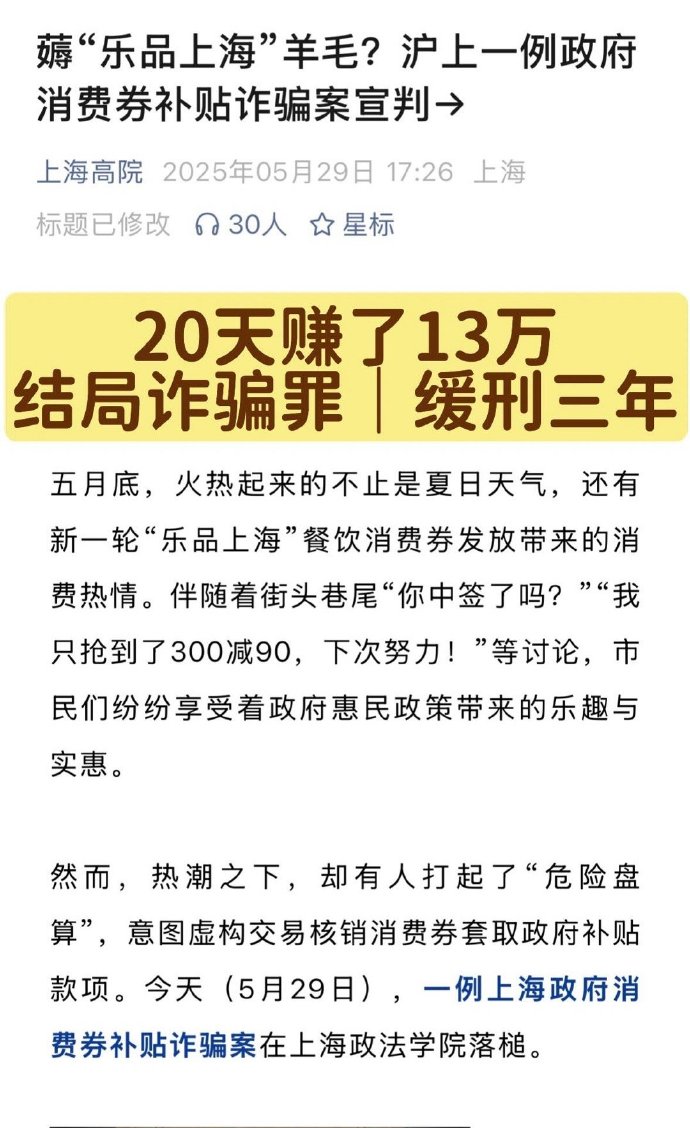 薅“乐品上海”羊毛？沪上一例政府
消费券补贴诈骗案宣判→
上海高院 2025年05月29日 17:26 上海
标题已修改 30人 星标
20天赚了13万
结局诈骗罪｜缓刑三年
五月底，火热起来的不止是夏日天气，还有
新一轮“乐品上海”餐饮消费券发放带来的消
费热情。伴随着街头巷尾“你中签了吗？”“我
只抢到了300减90，下次努力！”等讨论，市
民们纷纷享受着政府惠民政策带来的乐趣与
实惠。
然而，热潮之下，却有人打起了“危险盘
算”，意图虚构交易核销消费券套取政府补贴
款项。今天（5月29日），一例上海政府消
费券补贴诈骗案在上海政法学院落槌。